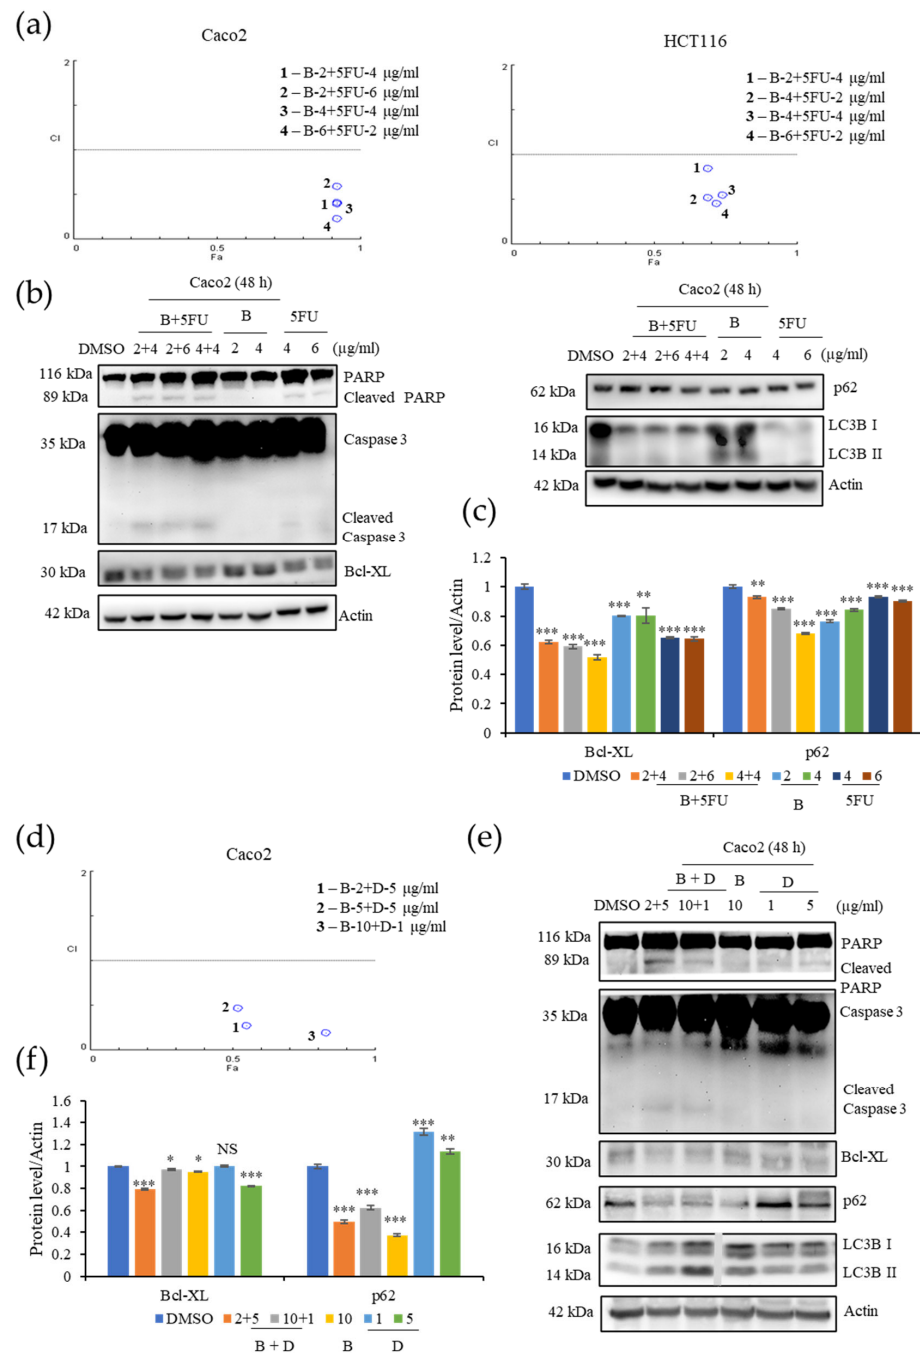 (a)
Caco2
2
CI
0
0
0.5
Fa
1
1 – B-2+5FU-4 µg/ml
2 – B-2+5FU-6 µg/ml
3 – B-4+5FU-4 µg/ml
4 – B-6+5FU-2 µg/ml
2
1
3
4
HCT116
2
CI
0
0
0.5
Fa
1
1 – B-2+5FU-4 µg/ml
2 – B-4+5FU-2 µg/ml
3 – B-4+5FU-4 µg/ml
4 – B-6+5FU-2 µg/ml
1
2
3
4
(b)
Caco2 (48 h)
B+5FU B 5FU
DMSO 2+4 2+6 4+4 2 4 4 6 (µg/ml)
116 kDa PARP
89 kDa Cleaved PARP
35 kDa Caspase 3
17 kDa Cleaved
Caspase 3
30 kDa Bcl-XL
42 kDa Actin
Caco2 (48 h)
B+5FU B 5FU
DMSO 2+4 2+6 4+4 2 4 4 6 (µg/ml)
62 kDa p62
16 kDa LC3B I
14 kDa LC3B II
42 kDa Actin
(c)
Protein level/Actin
1.2
1
0.8
0.6
0.4
0.2
0
*** *** *** *** ** *** ***
** *** *** *** *** *** ***
Bcl-XL p62
DMSO 2+4 2+6 4+4 2 4 4 6
B+5FU B 5FU
(d)
Caco2
2
CI
0
0
0.5
Fa
1
1 – B-2+D-5 µg/ml
2 – B-5+D-5 µg/ml
3 – B-10+D-1 µg/ml
2
1
3
(e)
Caco2 (48 h)
B + D B D
DMSO 2+5 10+1 10 1 5 (µg/ml)
116 kDa PARP
89 kDa Cleaved
PARP
35 kDa Caspase 3
17 kDa Cleaved
Caspase 3
30 kDa Bcl-XL
62 kDa p62
16 kDa LC3B I
14 kDa LC3B II
42 kDa Actin
(f)
Protein level/Actin
1.6
1.4
1.2
1
0.8
0.6
0.4
0.2
0
*** * * NS ***
*** *** *** *** **
Bcl-XL p62
DMSO 2+5 10+1 10 1 5
B + D B D